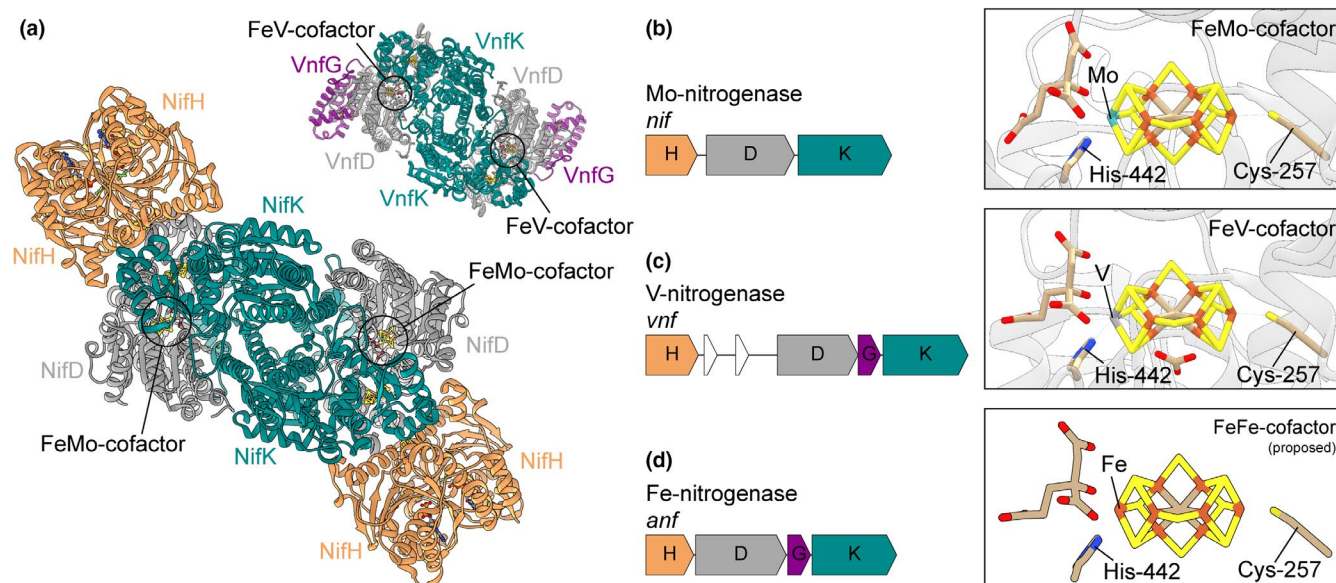 (a)
FeV-cofactor
VnfK
VnfG
VnfD
VnfD
VnfG
VnfK
FeV-cofactor
NifH
NifK
NifH
FeMo-cofactor
NifD
NifD
FeMo-cofactor
NifK
NifH
NifH
(b)
Mo-nitrogenase
nif
H D K
FeMo-cofactor
Mo
His-442
Cys-257
(c)
V-nitrogenase
vnf
H D G K
FeV-cofactor
V
His-442
Cys-257
(d)
Fe-nitrogenase
anf
H D G K
FeFe-cofactor
(proposed)
Fe
His-442
Cys-257